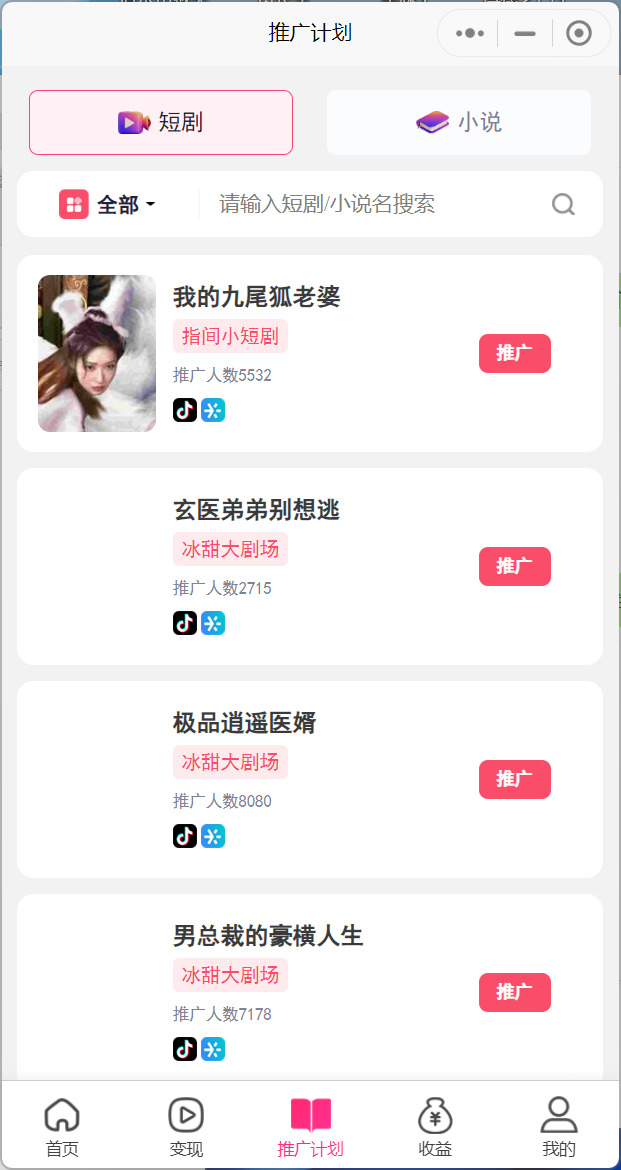 推广计划
短剧
小说
全部
请输入短剧/小说名搜索
我的九尾狐老婆
指间小短剧
推广人数5532
推广
玄医弟弟别想逃
冰甜大剧场
推广人数2715
推广
极品逍遥医婿
冰甜大剧场
推广人数8080
推广
男总裁的豪横人生
冰甜大剧场
推广人数7178
推广
首页
变现
推广计划
收益
我的